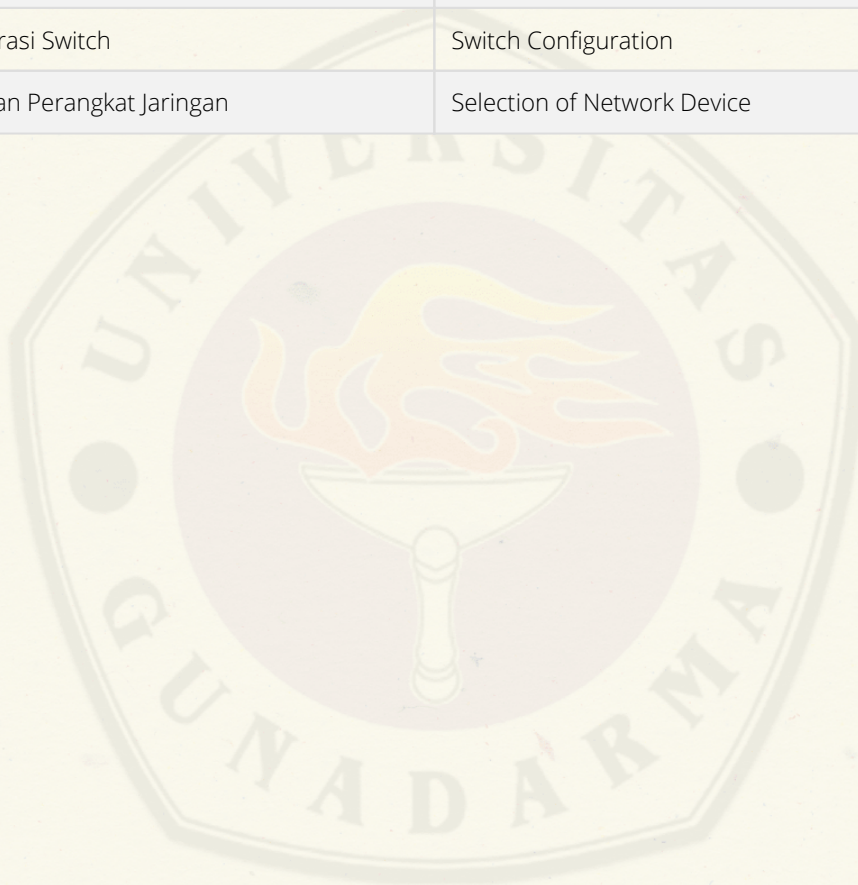 rasi Switch Switch Configuration
an Perangkat Jaringan Selection of Network Device
UNIVERSITAS
GUNADARMA